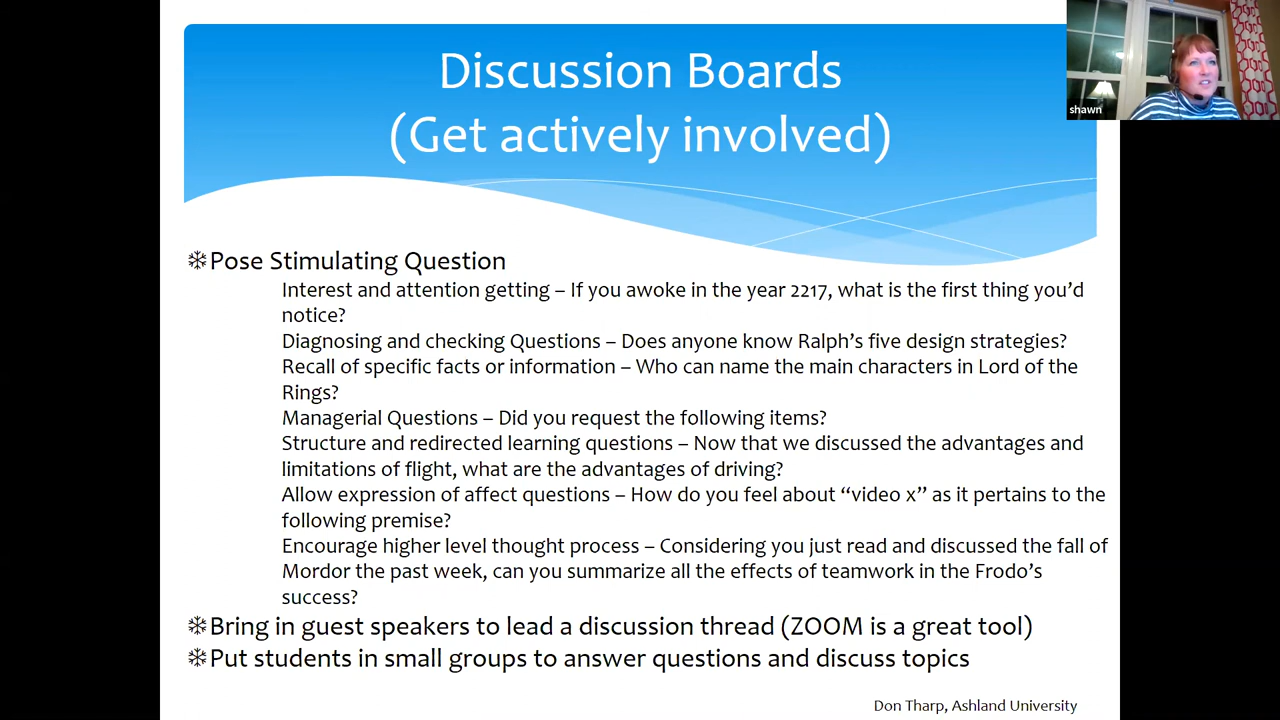 Discussion Boards
(Get actively involved)
shawn
❇Pose Stimulating Question
Interest and attention getting – If you awoke in the year 2217, what is the first thing you'd
notice?
Diagnosing and checking Questions – Does anyone know Ralph's five design strategies?
Recall of specific facts or information – Who can name the main characters in Lord of the
Rings?
Managerial Questions – Did you request the following items?
Structure and redirected learning questions – Now that we discussed the advantages and
limitations of flight, what are the advantages of driving?
Allow expression of affect questions – How do you feel about “video x” as it pertains to the
following premise?
Encourage higher level thought process – Considering you just read and discussed the fall of
Mordor the past week, can you summarize all the effects of teamwork in the Frodo's
success?
❇Bring in guest speakers to lead a discussion thread (ZOOM is a great tool)
❇Put students in small groups to answer questions and discuss topics
Don Tharp, Ashland University